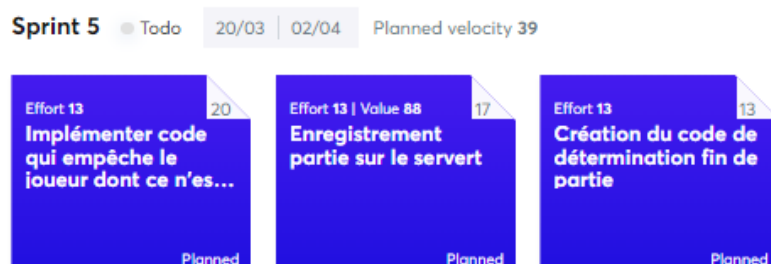 Sprint 5 Todo 20/03 02/04 Planned velocity 39
Effort 13 20
Implémenter code
qui empêche le
joueur dont ce n'es...
Planned
Effort 13 | Value 88 17
Enregistrement
partie sur le servert
Planned
Effort 13 13
Création du code de
détermination fin de
partie
Planned